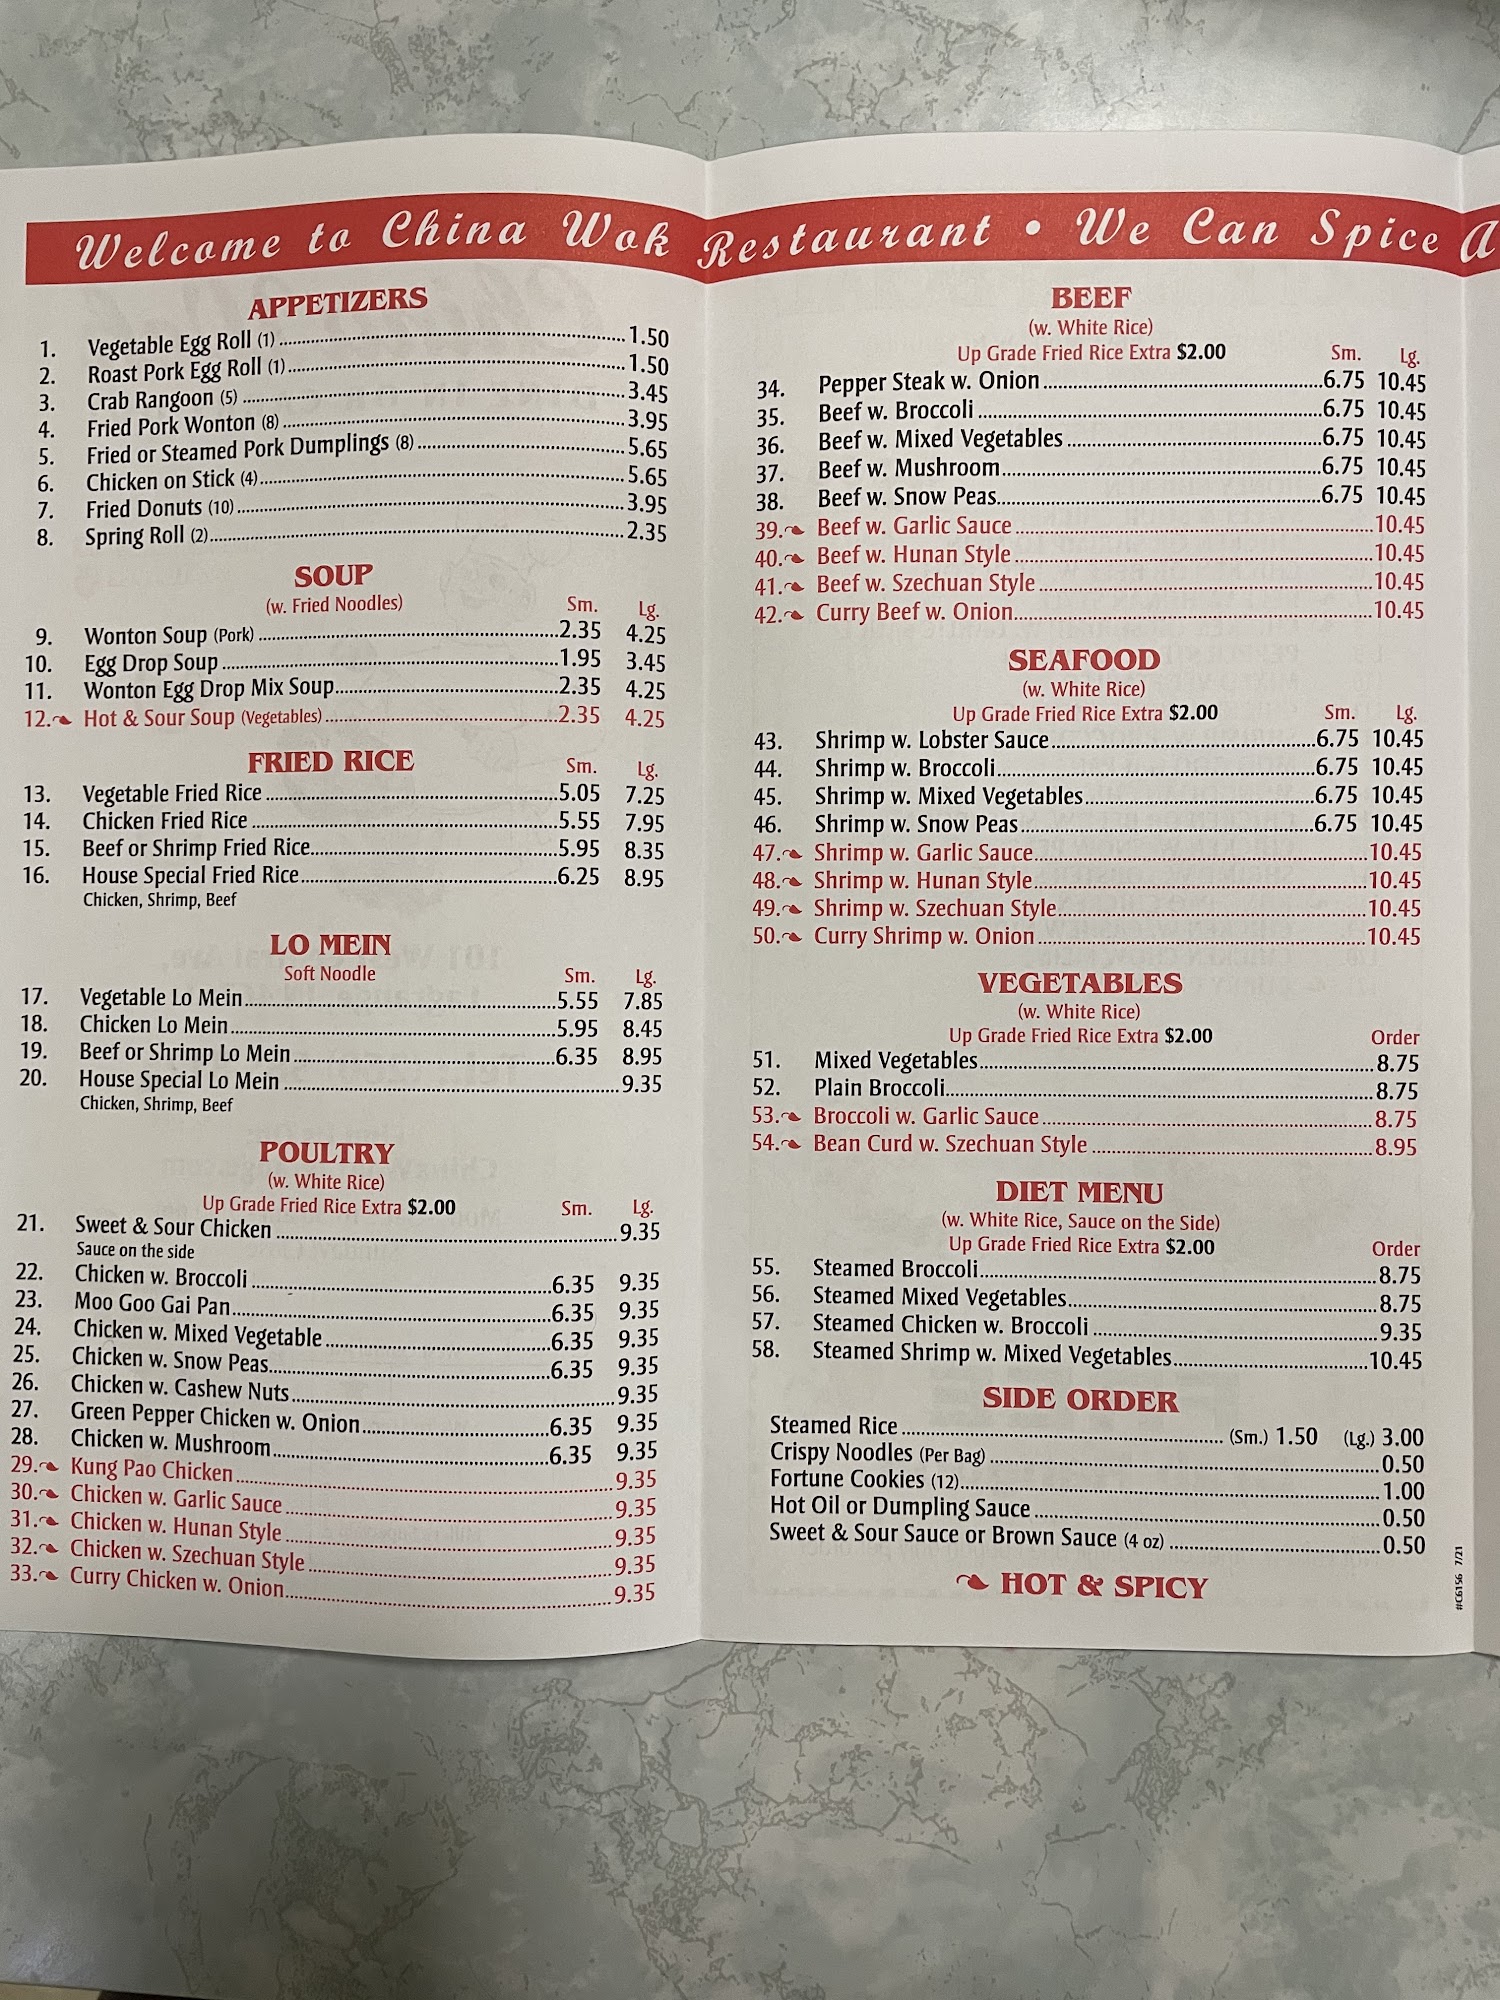 Welcome to China Wok Restaurant • We Can Spice A
APPETIZERS
1. Vegetable Egg Roll (1) 1.50
2. Roast Pork Egg Roll (1) 1.50
3. Crab Rangoon (5) 3.45
4. Fried Pork Wonton (8) 3.95
5. Fried or Steamed Pork Dumplings (8) 5.65
6. Chicken on Stick (4) 5.65
7. Fried Donuts (10) 3.95
8. Spring Roll (2) 2.35
SOUP
(w. Fried Noodles) Sm. Lg.
9. Wonton Soup (Pork) 2.35 4.25
10. Egg Drop Soup 1.95 3.45
11. Wonton Egg Drop Mix Soup 2.35 4.25
12. Hot & Sour Soup (Vegetables) 2.35 4.25
FRIED RICE Sm. Lg.
13. Vegetable Fried Rice 5.05 7.25
14. Chicken Fried Rice 5.55 7.95
15. Beef or Shrimp Fried Rice 5.95 8.35
16. House Special Fried Rice 6.25 8.95
Chicken, Shrimp, Beef
LO MEIN
Soft Noodle Sm. Lg.
17. Vegetable Lo Mein 5.55 7.85
18. Chicken Lo Mein 5.95 8.45
19. Beef or Shrimp Lo Mein 6.35 8.95
20. House Special Lo Mein 9.35
Chicken, Shrimp, Beef
POULTRY
(w. White Rice)
Up Grade Fried Rice Extra $2.00 Sm. Lg.
21. Sweet & Sour Chicken 9.35
Sauce on the side
22. Chicken w. Broccoli 6.35 9.35
23. Moo Goo Gai Pan 6.35 9.35
24. Chicken w. Mixed Vegetable 6.35 9.35
25. Chicken w. Snow Peas 6.35 9.35
26. Chicken w. Cashew Nuts 9.35
27. Green Pepper Chicken w. Onion 6.35 9.35
28. Chicken w. Mushroom 6.35 9.35
29. Kung Pao Chicken 9.35
30. Chicken w. Garlic Sauce 9.35
31. Chicken w. Hunan Style 9.35
32. Chicken w. Szechuan Style 9.35
33. Curry Chicken w. Onion 9.35
BEEF
(w. White Rice)
Up Grade Fried Rice Extra $2.00 Sm. Lg.
34. Pepper Steak w. Onion 6.75 10.45
35. Beef w. Broccoli 6.75 10.45
36. Beef w. Mixed Vegetables 6.75 10.45
37. Beef w. Mushroom 6.75 10.45
38. Beef w. Snow Peas 6.75 10.45
39. Beef w. Garlic Sauce 10.45
40. Beef w. Hunan Style 10.45
41. Beef w. Szechuan Style 10.45
42. Curry Beef w. Onion 10.45
SEAFOOD
(w. White Rice)
Up Grade Fried Rice Extra $2.00 Sm. Lg.
43. Shrimp w. Lobster Sauce 6.75 10.45
44. Shrimp w. Broccoli 6.75 10.45
45. Shrimp w. Mixed Vegetables 6.75 10.45
46. Shrimp w. Snow Peas 6.75 10.45
47. Shrimp w. Garlic Sauce 10.45
48. Shrimp w. Hunan Style 10.45
49. Shrimp w. Szechuan Style 10.45
50. Curry Shrimp w. Onion 10.45
VEGETABLES
(w. White Rice)
Up Grade Fried Rice Extra $2.00 Order
51. Mixed Vegetables 8.75
52. Plain Broccoli 8.75
53. Broccoli w. Garlic Sauce 8.75
54. Bean Curd w. Szechuan Style 8.95
DIET MENU
(w. White Rice, Sauce on the Side)
Up Grade Fried Rice Extra $2.00 Order
55. Steamed Broccoli 8.75
56. Steamed Mixed Vegetables 8.75
57. Steamed Chicken w. Broccoli 9.35
58. Steamed Shrimp w. Mixed Vegetables 10.45
SIDE ORDER
Steamed Rice (Sm.) 1.50 (Lg.) 3.00
Crispy Noodles (Per Bag) 0.50
Fortune Cookies (12) 1.00
Hot Oil or Dumpling Sauce 0.50
Sweet & Sour Sauce or Brown Sauce (4 oz) 0.50
HOT & SPICY
#C6156 7/21